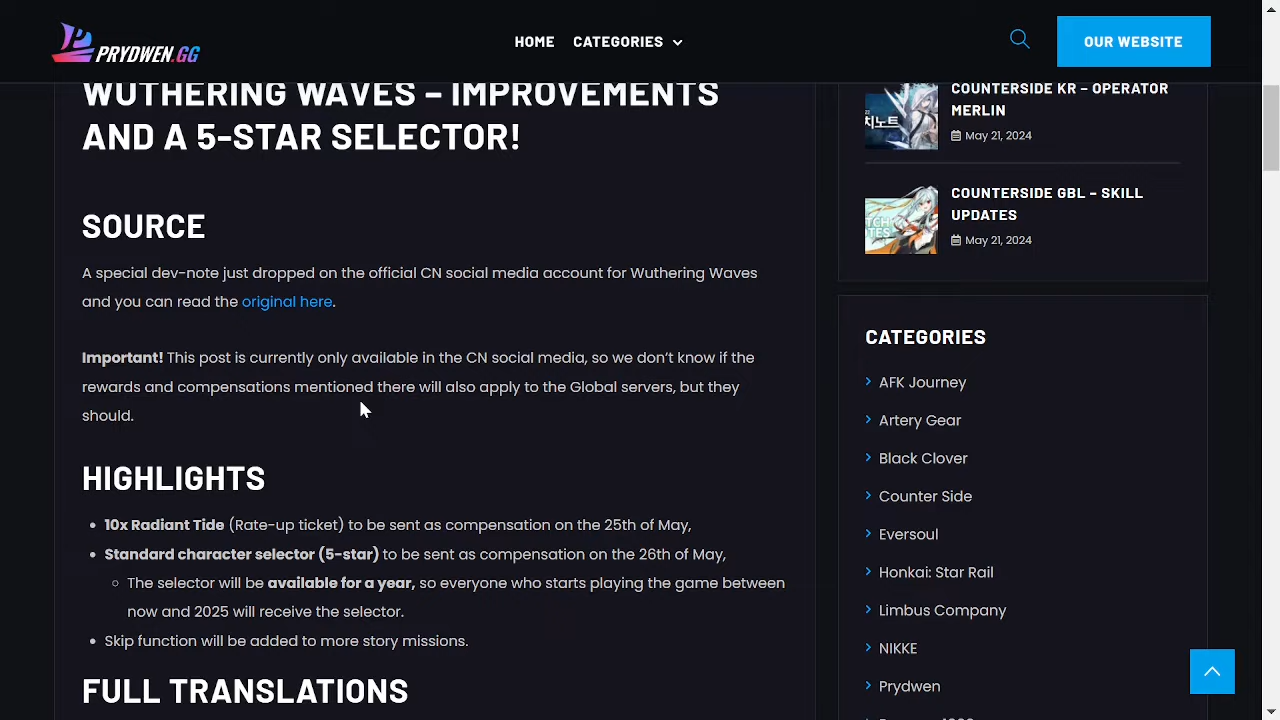 PRYDWEN.GG
HOME
CATEGORIES
OUR WEBSITE
WUTHERING WAVES – IMPROVEMENTS
AND A 5-STAR SELECTOR!
SOURCE
A special dev-note just dropped on the official CN social media account for Wuthering Waves
and you can read the original here.
Important! This post is currently only available in the CN social media, so we don't know if the
rewards and compensations mentioned there will also apply to the Global servers, but they
should.
HIGHLIGHTS
10x Radiant Tide (Rate-up ticket) to be sent as compensation on the 25th of May,
Standard character selector (5-star) to be sent as compensation on the 26th of May,
The selector will be available for a year, so everyone who starts playing the game between
now and 2025 will receive the selector.
Skip function will be added to more story missions.
FULL TRANSLATIONS
COUNTERSIDE KR – OPERATOR
MERLIN
May 21, 2024
COUNTERSIDE GBL – SKILL
UPDATES
May 21, 2024
CATEGORIES
AFK Journey
Artery Gear
Black Clover
Counter Side
Eversoul
Honkai: Star Rail
Limbus Company
NIKKE
Prydwen